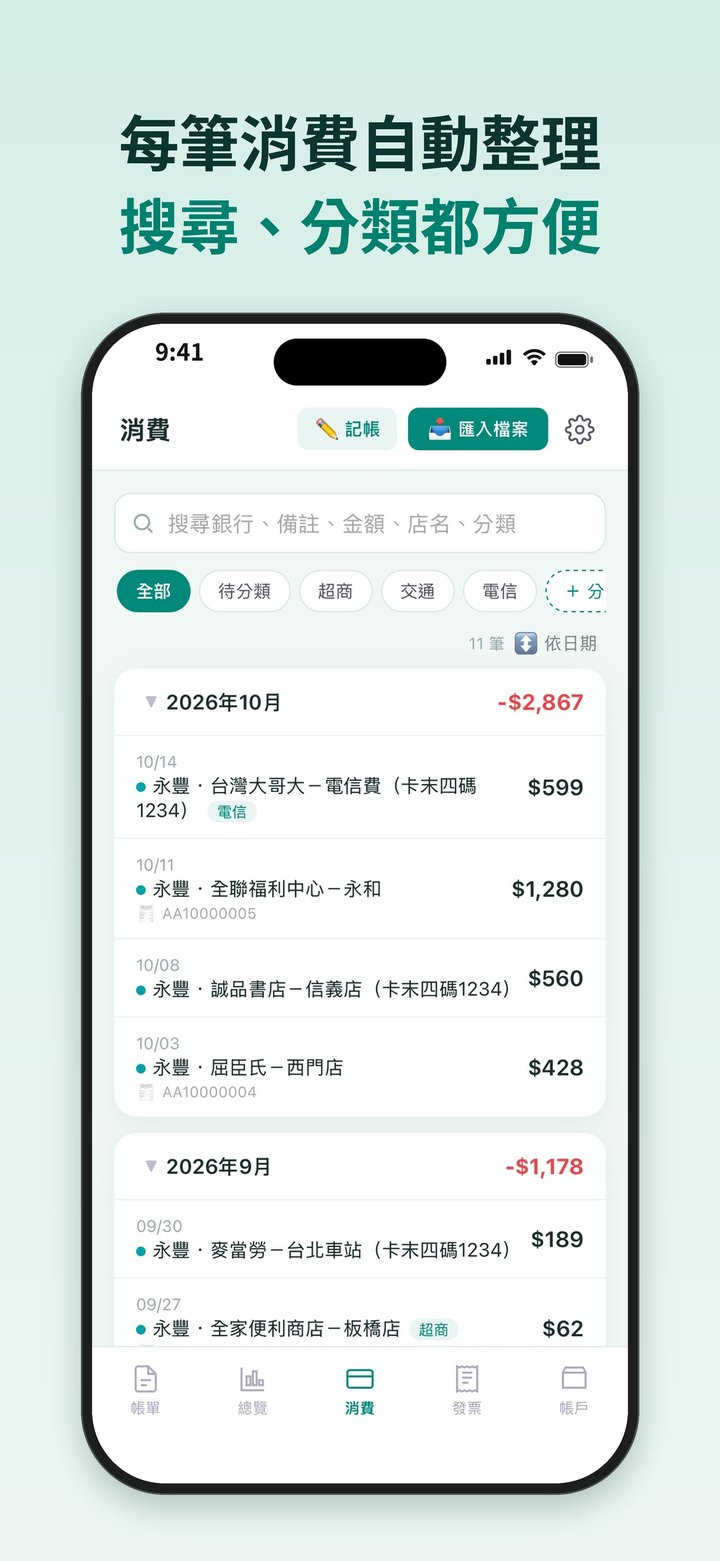 每筆消費自動整理
搜尋、分類都方便
9:41
消費
記帳
匯入檔案
搜尋銀行、備註、金額、店名、分類
全部
待分類
超商
交通
電信
+ 分
11 筆
依日期
2026年10月
-$2,867
10/14
永豐・台灣大哥大－電信費（卡末四碼
1234） 電信
$599
10/11
永豐・全聯福利中心－永和
AA10000005
$1,280
10/08
永豐・誠品書店－信義店（卡末四碼1234）
$560
10/03
永豐・屈臣氏－西門店
AA10000004
$428
2026年9月
-$1,178
09/30
永豐・麥當勞－台北車站（卡末四碼1234）
$189
09/27
永豐・全家便利商店－板橋店 超商
$62
帳單
總覽
消費
發票
帳戶